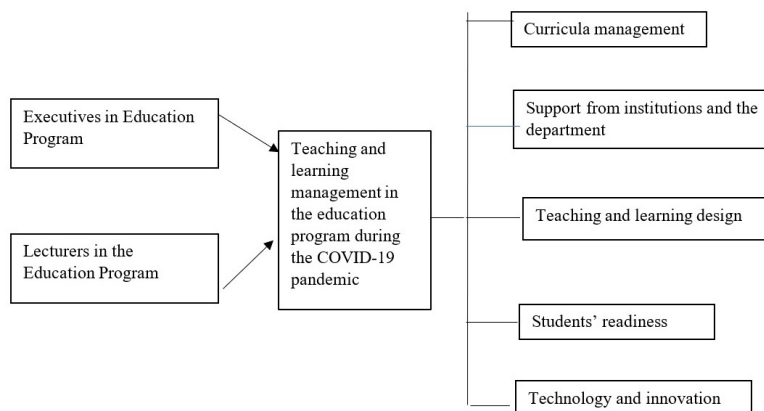 Executives in Education
Program
Lecturers in the
Education Program
Teaching and
learning
management in
the education
program during
the COVID-19
pandemic
Curricula management
Support from institutions and the
department
Teaching and learning design
Students’ readiness
Technology and innovation